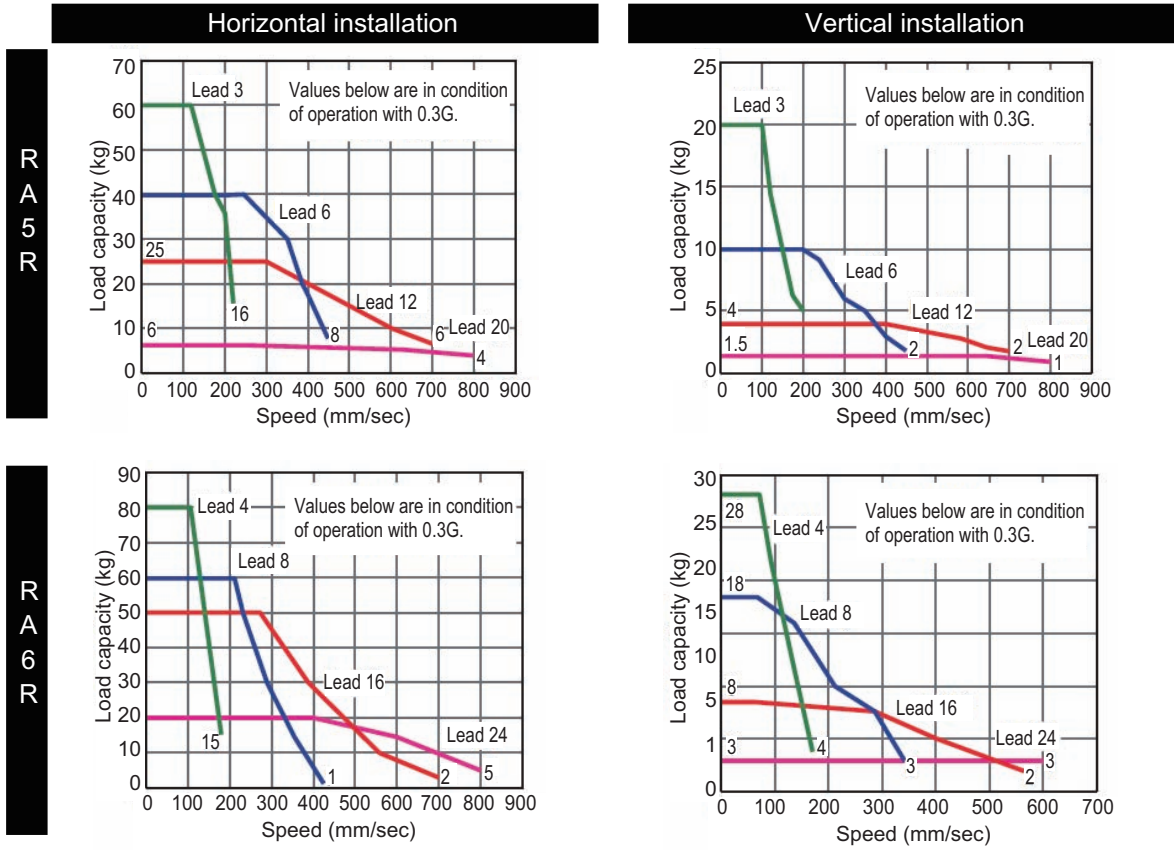 Horizontal installation
Vertical installation
RA5R
70
60
50
40
30
20
10
0
Load capacity (kg)
Lead 3
Values below are in condition
of operation with 0.3G.
Lead 6
25
Lead 12
Lead 20
6
16
8
6
4
0 100 200 300 400 500 600 700 800 900
Speed (mm/sec)
25
20
15
10
5
0
Load capacity (kg)
Lead 3
Values below are in condition
of operation with 0.3G.
Lead 6
4
Lead 12
1.5
Lead 20
2
2
1
0 100 200 300 400 500 600 700 800 900
Speed (mm/sec)
RA6R
90
80
70
60
50
40
30
20
10
0
Load capacity (kg)
Lead 4
Values below are in condition
of operation with 0.3G.
Lead 8
Lead 16
Lead 24
15
1
2
5
0 100 200 300 400 500 600 700 800 900
Speed (mm/sec)
30
25
20
15
10
5
1
0
Load capacity (kg)
28
Lead 4
Values below are in condition
of operation with 0.3G.
18
Lead 8
8
Lead 16
Lead 24
3
4
3
3
2
0 100 200 300 400 500 600 700
Speed (mm/sec)